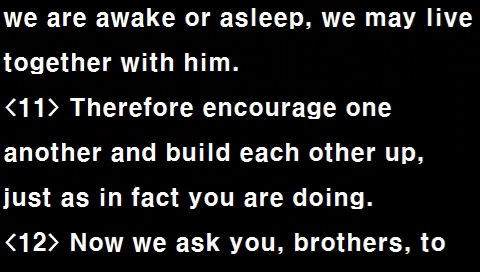 we are awake or asleep, we may live
together with him.
<11> Therefore encourage one
another and build each other up,
just as in fact you are doing.
<12> Now we ask you, brothers, to